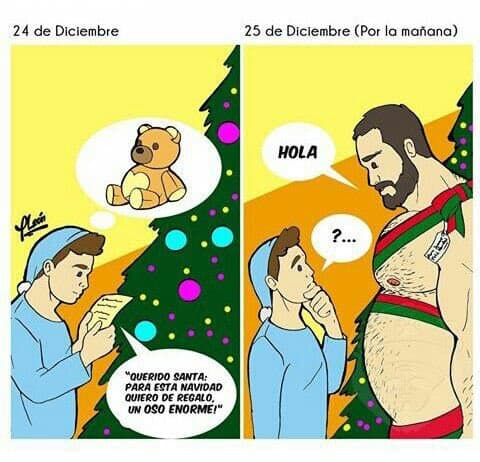 24 de Diciembre
25 de Diciembre (Por la mañana)
"QUERIDO SANTA:
PARA ESTA NAVIDAD
QUIERO DE REGALO,
UN OSO ENORME!"
HOLA
?...